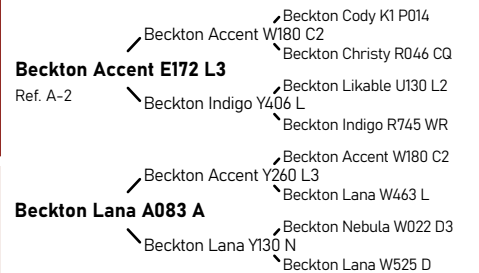 Beckton Cody K1 P014
Beckton Accent W180 C2
Beckton Christy R046 CQ
Beckton Accent E172 L3
Ref. A-2
Beckton Likable U130 L2
Beckton Indigo Y406 L
Beckton Indigo R745 WR
Beckton Accent W180 C2
Beckton Accent Y260 L3
Beckton Lana W463 L
Beckton Lana A083 A
Beckton Nebula W022 D3
Beckton Lana Y130 N
Beckton Lana W525 D